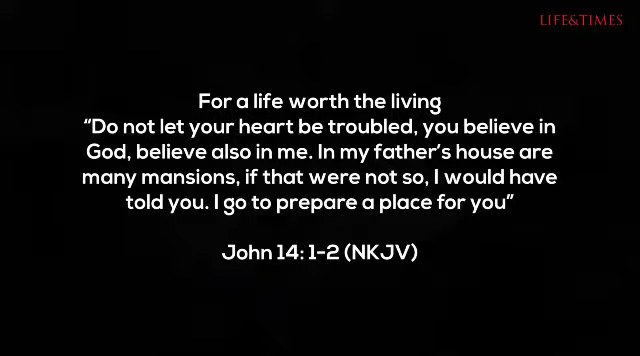 LIFE&TIMES
For a life worth the living
“Do not let your heart be troubled, you believe in
God, believe also in me. In my father’s house are
many mansions, if that were not so, I would have
told you. I go to prepare a place for you”
John 14: 1-2 (NKJV)